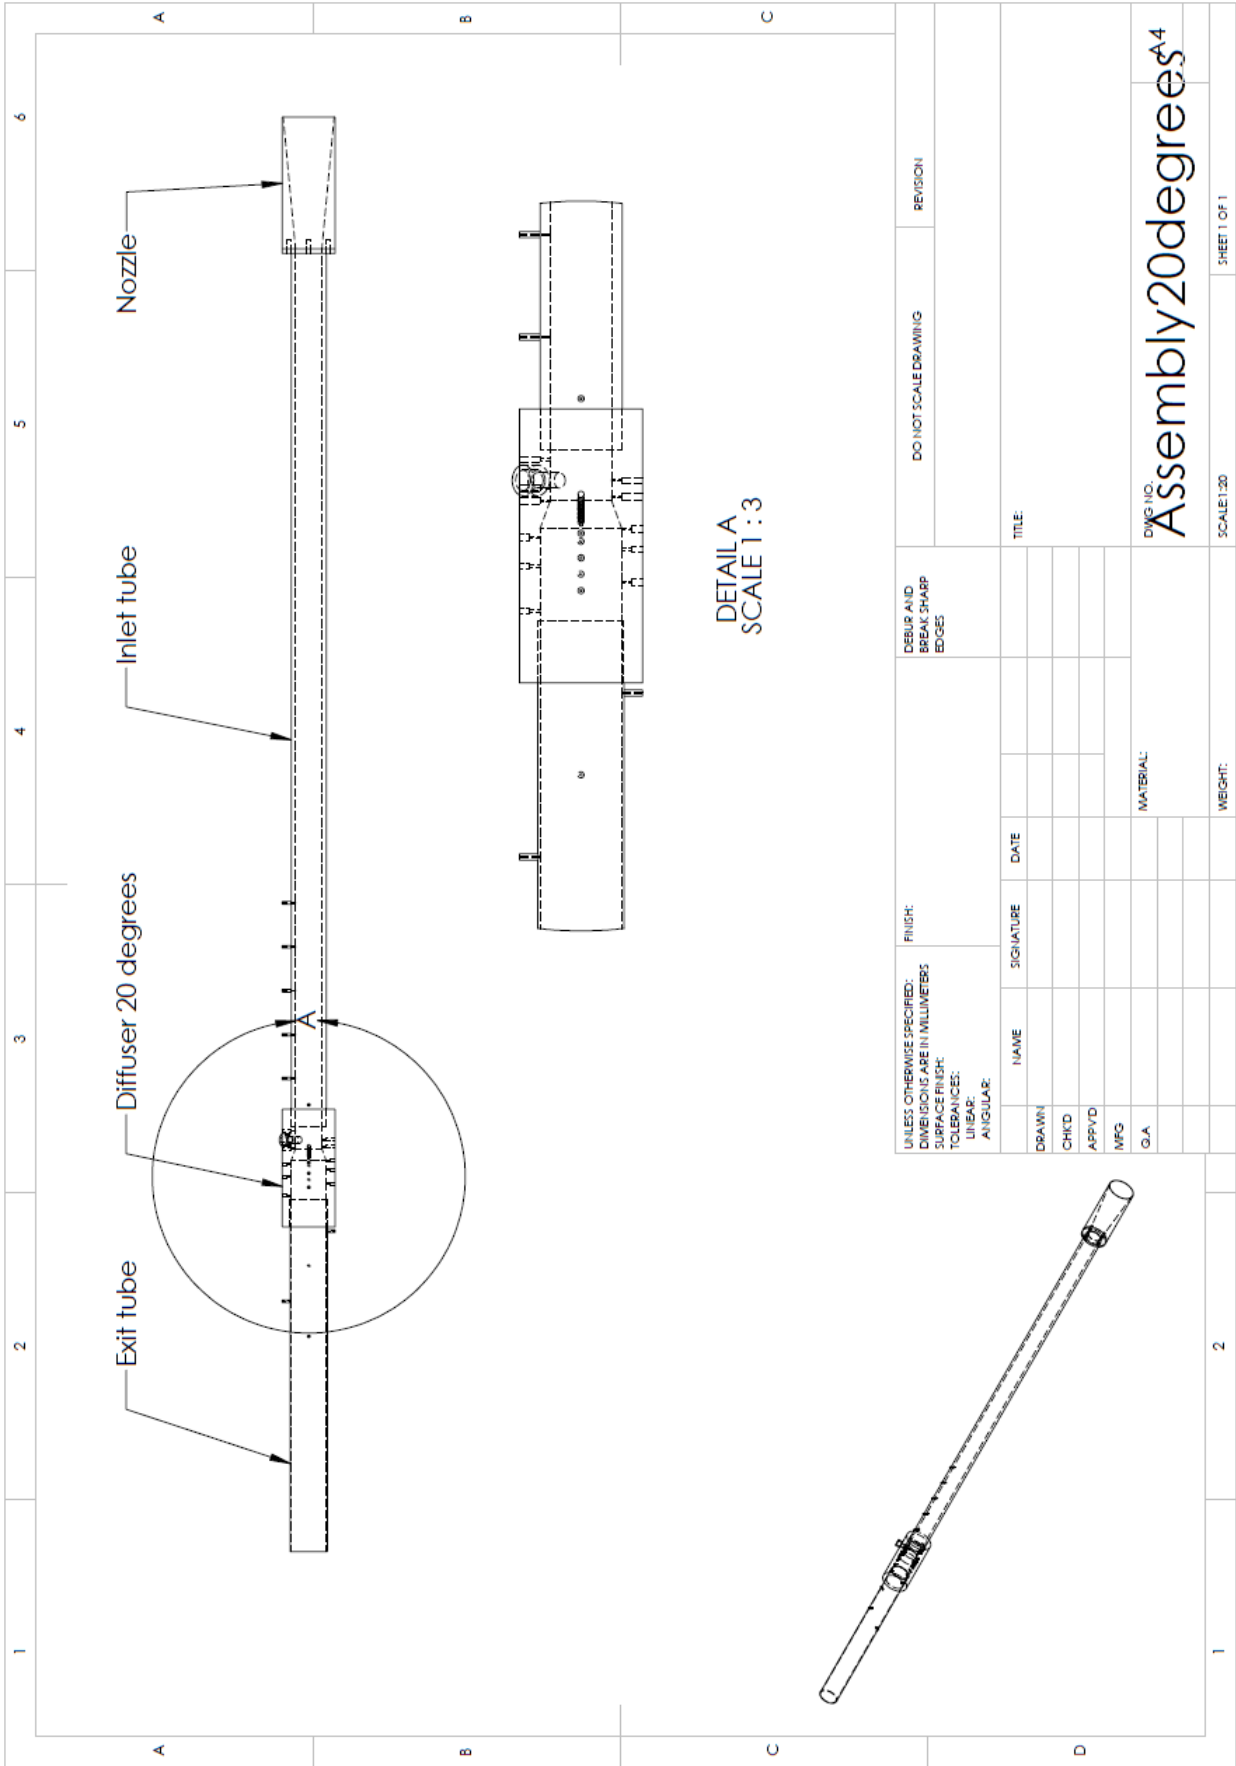 1
2
3
4
5
6
A
A
Exit tube
Diffuser 20 degrees
Inlet tube
Nozzle
A
B
B
DETAIL A
SCALE 1 : 3
C
C
D
UNLESS OTHERWISE SPECIFIED:
DIMENSIONS ARE IN MILLIMETERS
SURFACE FINISH:
TOLERANCES:
LINEAR:
ANGULAR:
FINISH:
DEBUR AND
BREAK SHARP
EDGES
DO NOT SCALE DRAWING
REVISION
NAME
SIGNATURE
DATE
TITLE:
DRAWN
CHK'D
APPV'D
MFG
Q.A
MATERIAL:
DWG NO.
Assembly20degrees
A4
WEIGHT:
SCALE:1:20
SHEET 1 OF 1
1
2